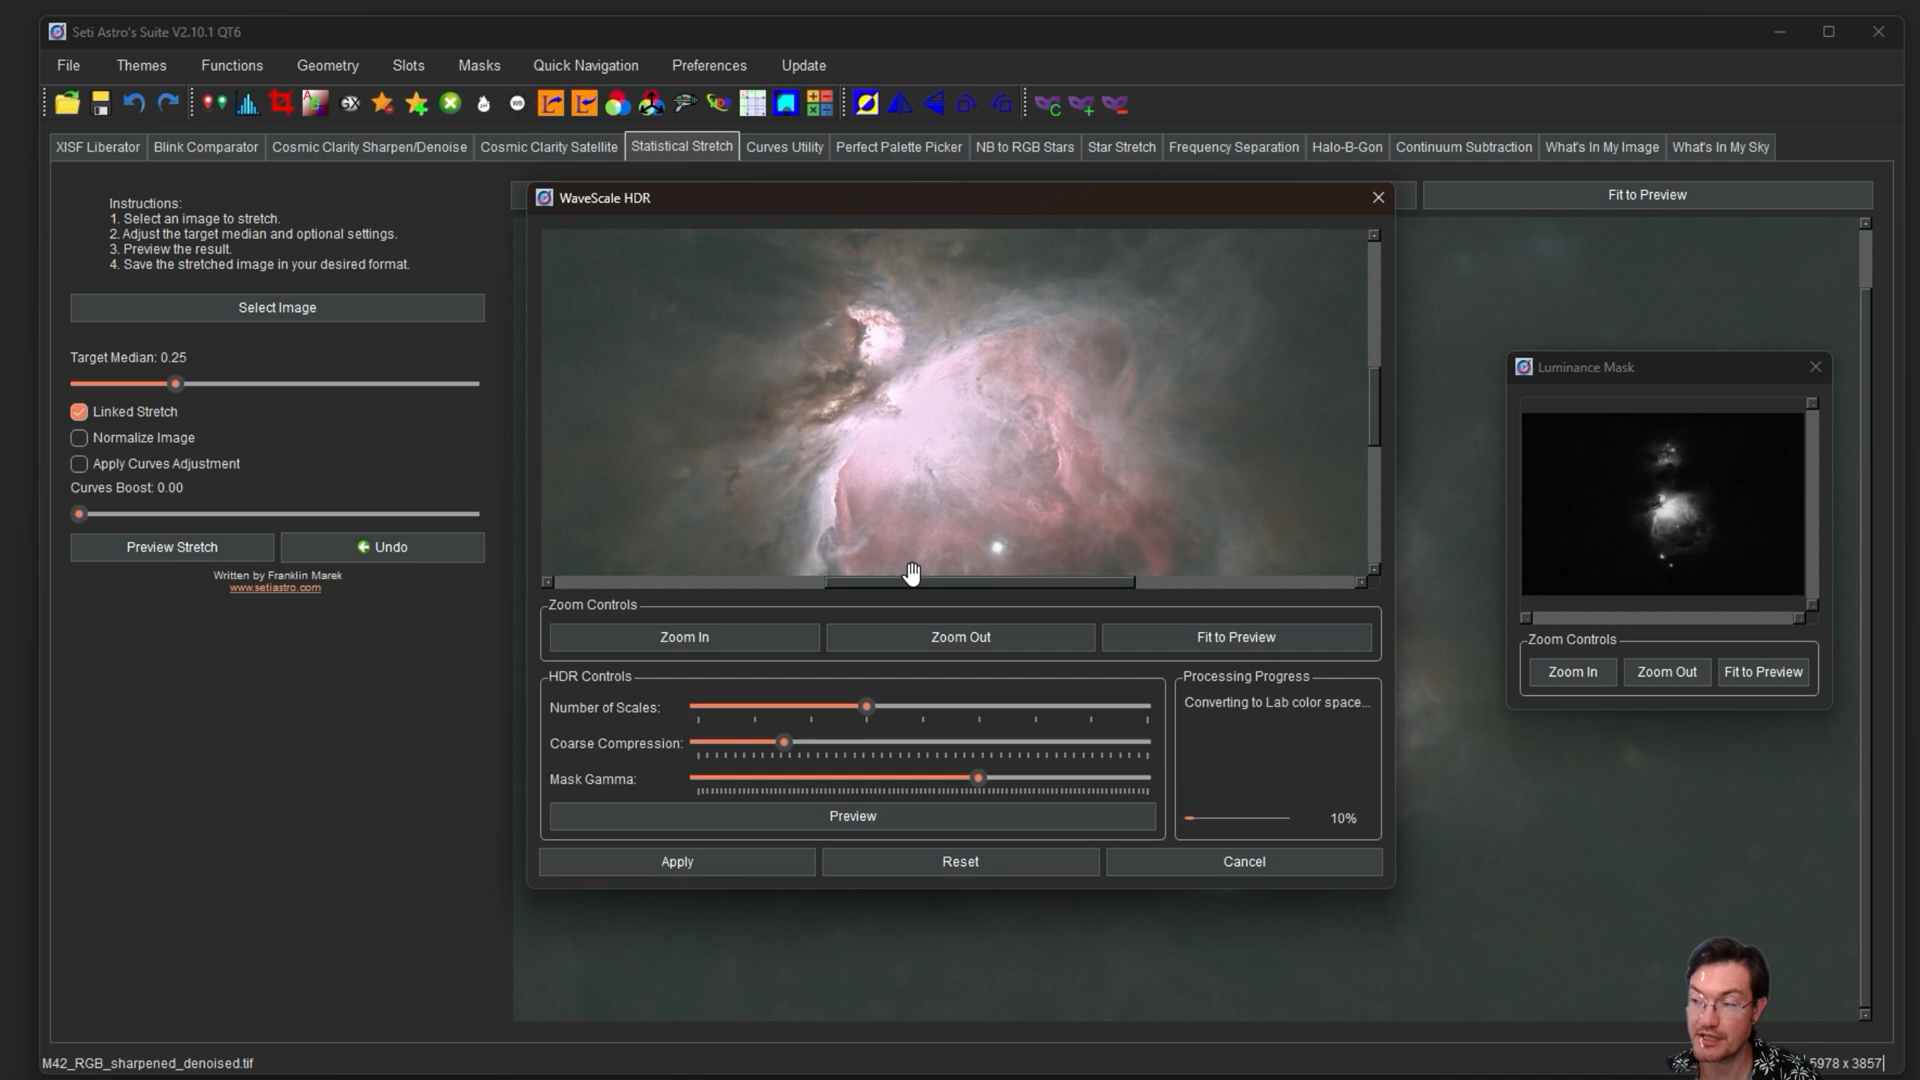 Seti Astro's Suite V2.10.1 QT6
File Themes Functions Geometry Slots Masks Quick Navigation Preferences Update
XISF Liberator Blink Comparator Cosmic Clarity Sharpen/Denoise Cosmic Clarity Satellite Statistical Stretch Curves Utility Perfect Palette Picker NB to RGB Stars Star Stretch Frequency Separation Halo-B-Gon Continuum Subtraction What's In My Image What's In My Sky
Instructions:
1. Select an image to stretch.
2. Adjust the target median and optional settings.
3. Preview the result.
4. Save the stretched image in your desired format.
Select Image
Target Median: 0.25
Linked Stretch
Normalize Image
Apply Curves Adjustment
Curves Boost: 0.00
Preview Stretch Undo
Written by Franklin Marek
www.setiastro.com
Fit to Preview
WaveScale HDR
Zoom Controls
Zoom In Zoom Out Fit to Preview
HDR Controls
Number of Scales:
Coarse Compression:
Mask Gamma:
Preview
Processing Progress
Converting to Lab color space...
10%
Apply Reset Cancel
Luminance Mask
Zoom Controls
Zoom In Zoom Out Fit to Preview
M42_RGB_sharpened_denoised.tif
5978 x 3857